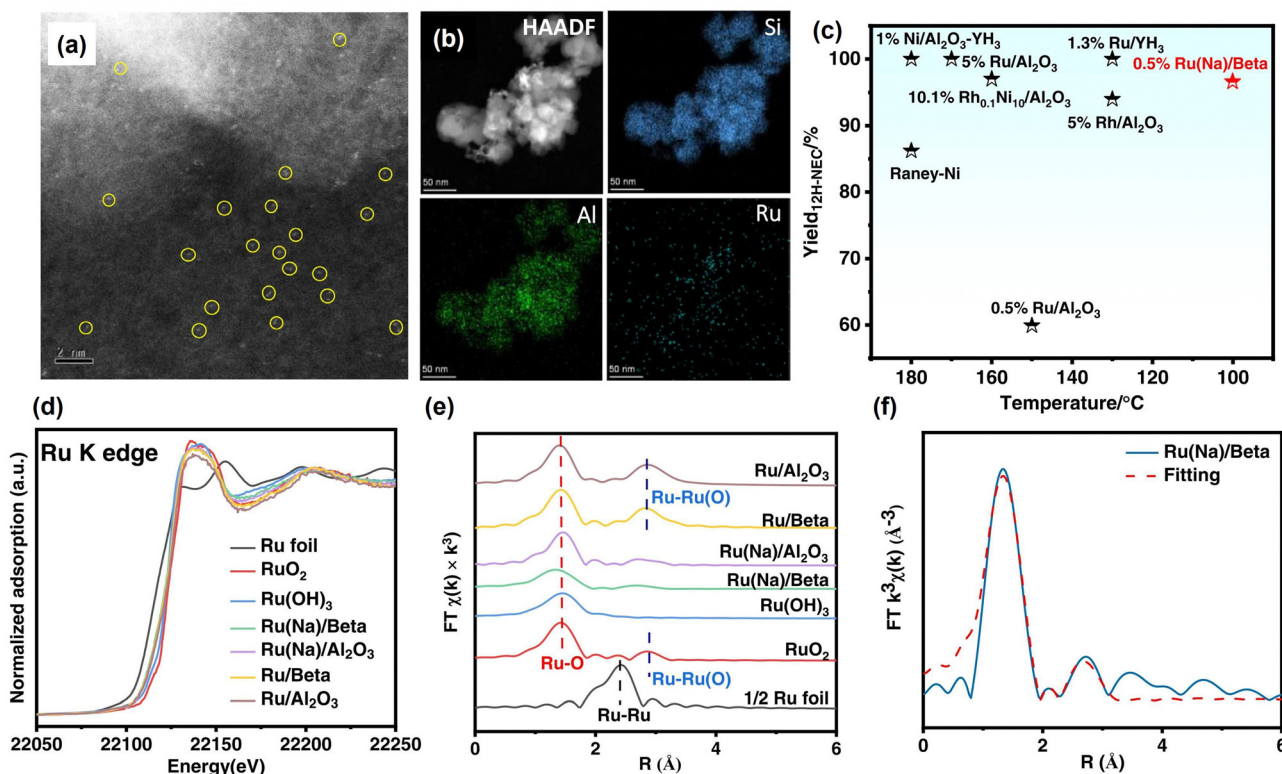 (a)
2 nm
(b)
HAADF
50 nm
Si
50 nm
Al
50 nm
Ru
50 nm
(c)
Yield12H-NEC/%
100
90
80
70
60
1% Ni/Al2O3-YH3
5% Ru/Al2O3
10.1% Rh0.1Ni10/Al2O3
Raney-Ni
1.3% Ru/YH3
0.5% Ru(Na)/Beta
5% Rh/Al2O3
0.5% Ru/Al2O3
180
160
140
120
100
Temperature/°C
(d)
Ru K edge
Normalized adsorption (a.u.)
Ru foil
RuO2
Ru(OH)3
Ru(Na)/Beta
Ru(Na)/Al2O3
Ru/Beta
Ru/Al2O3
22050
22100
22150
22200
22250
Energy(eV)
(e)
FT χ(k) × k³
Ru/Al2O3
Ru-Ru(O)
Ru/Beta
Ru(Na)/Al2O3
Ru(Na)/Beta
Ru(OH)3
RuO2
Ru-O
Ru-Ru(O)
1/2 Ru foil
Ru-Ru
0
2
4
6
R (Å)
(f)
FT k³χ(k) (Å⁻³)
Ru(Na)/Beta
Fitting
0
2
4
6
R (Å)